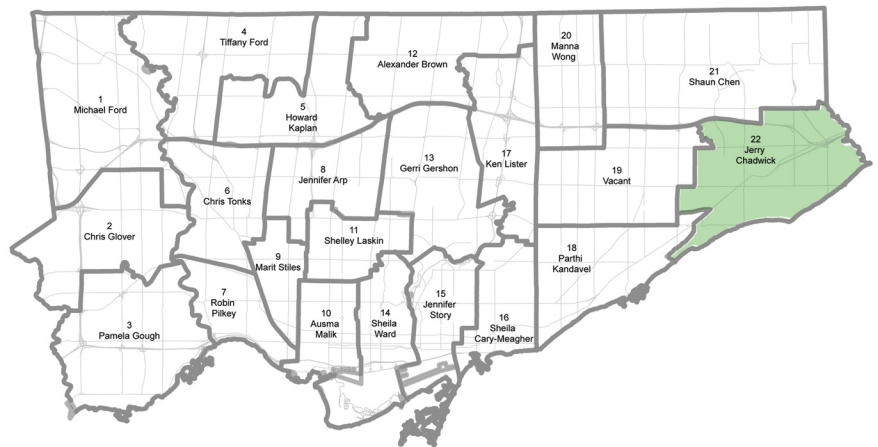 4
Tiffany Ford
12
Alexander Brown
20
Manna
Wong
21
Shaun Chen
1
Michael Ford
5
Howard
Kaplan
17
Ken Lister
22
Jerry
Chadwick
13
Gerri Gershon
8
Jennifer Arp
19
Vacant
6
Chris Tonks
2
Chris Glover
11
Shelley Laskin
18
Parthi
Kandavel
9
Marit Stiles
7
Robin
Pilkey
15
Jennifer
Story
10
Ausma
Malik
14
Sheila
Ward
16
Sheila
Cary-Meagher
3
Pamela Gough